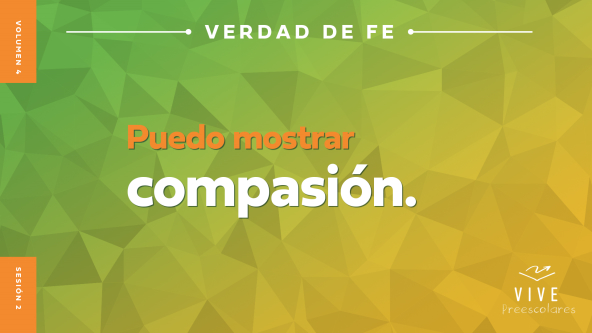 VOLUMEN 4
VERDAD DE FE
Puedo mostrar
compasión.
SESIÓN 2
VIVE
Preescolares